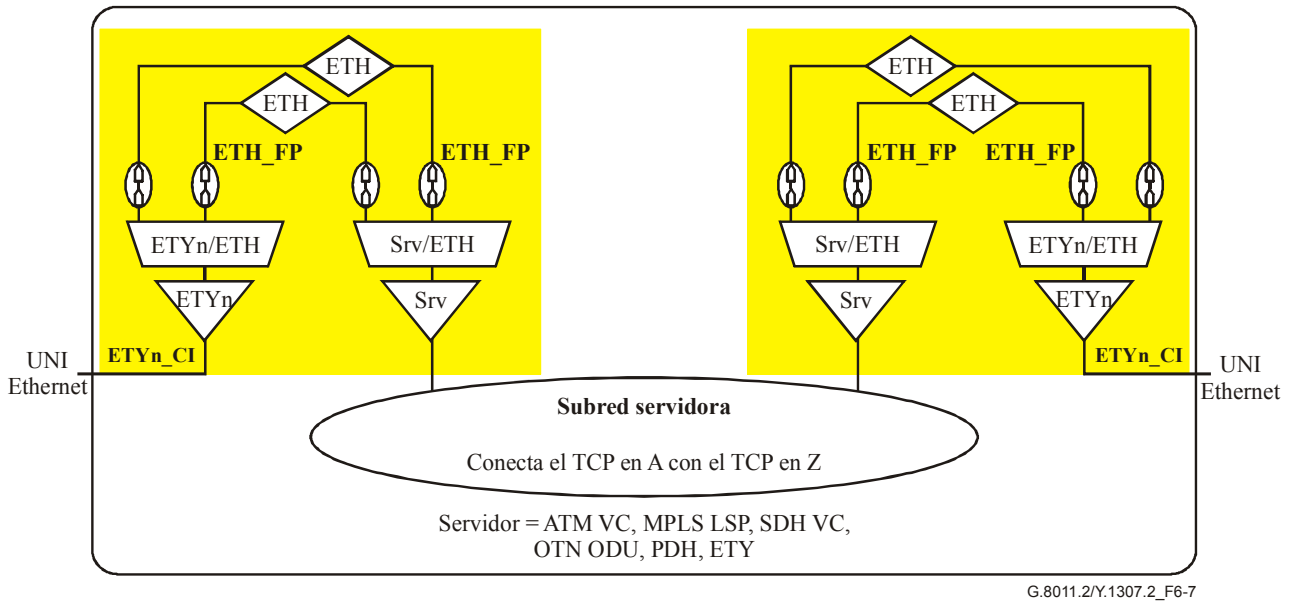 ETH
ETH
ETH
ETH
ETH_FP
ETH_FP
ETH_FP
ETH_FP
ETYn/ETH
Srv/ETH
Srv/ETH
ETYn/ETH
ETYn
Srv
Srv
ETYn
UNI
Ethernet
ETYn_CI
ETYn_CI
UNI
Ethernet
Subred servidora
Conecta el TCP en A con el TCP en Z
Servidor = ATM VC, MPLS LSP, SDH VC,
OTN ODU, PDH, ETY
G.8011.2/Y.1307.2_F6-7